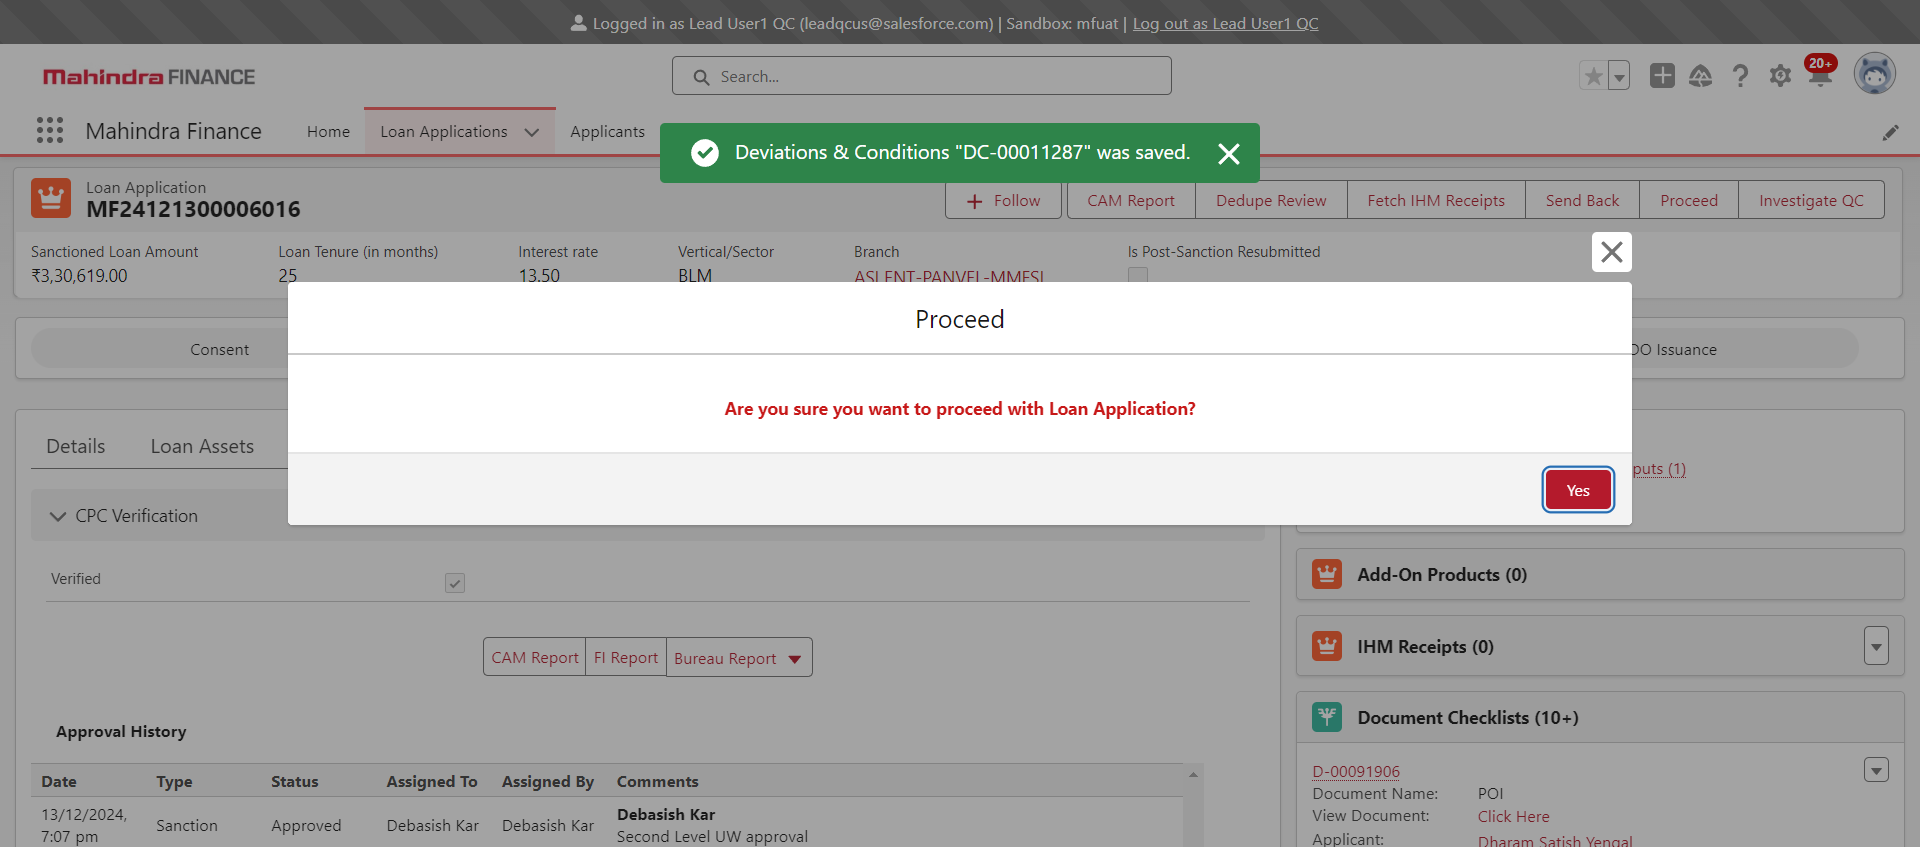 Logged in as Lead User1 QC (leadqcus@salesforce.com) | Sandbox: mfuat | Log out as Lead User1 QC
Mahindra FINANCE
Search...
20+
Mahindra Finance
Home
Loan Applications
Applicants
Deviations & Conditions "DC-00011287" was saved.
Loan Application
MF24121300006016
Follow
CAM Report
Dedupe Review
Fetch IHM Receipts
Send Back
Proceed
Investigate QC
Sanctioned Loan Amount
₹3,30,619.00
Loan Tenure (in months)
25
Interest rate
13.50
Vertical/Sector
BLM
Branch
ASLENT-PANVEL-MMFSL
Is Post-Sanction Resubmitted
Consent
DO Issuance
Proceed
Are you sure you want to proceed with Loan Application?
Yes
Details
Loan Assets
puts (1)
CPC Verification
Verified
CAM Report
FI Report
Bureau Report
Approval History
Date Type Status Assigned To Assigned By Comments
13/12/2024, 7:07 pm Sanction Approved Debasish Kar Debasish Kar Debasish Kar
Second Level UW approval
Add-On Products (0)
IHM Receipts (0)
Document Checklists (10+)
D-00091906
Document Name: POI
View Document: Click Here
Applicant: Dharam Satish Yengal